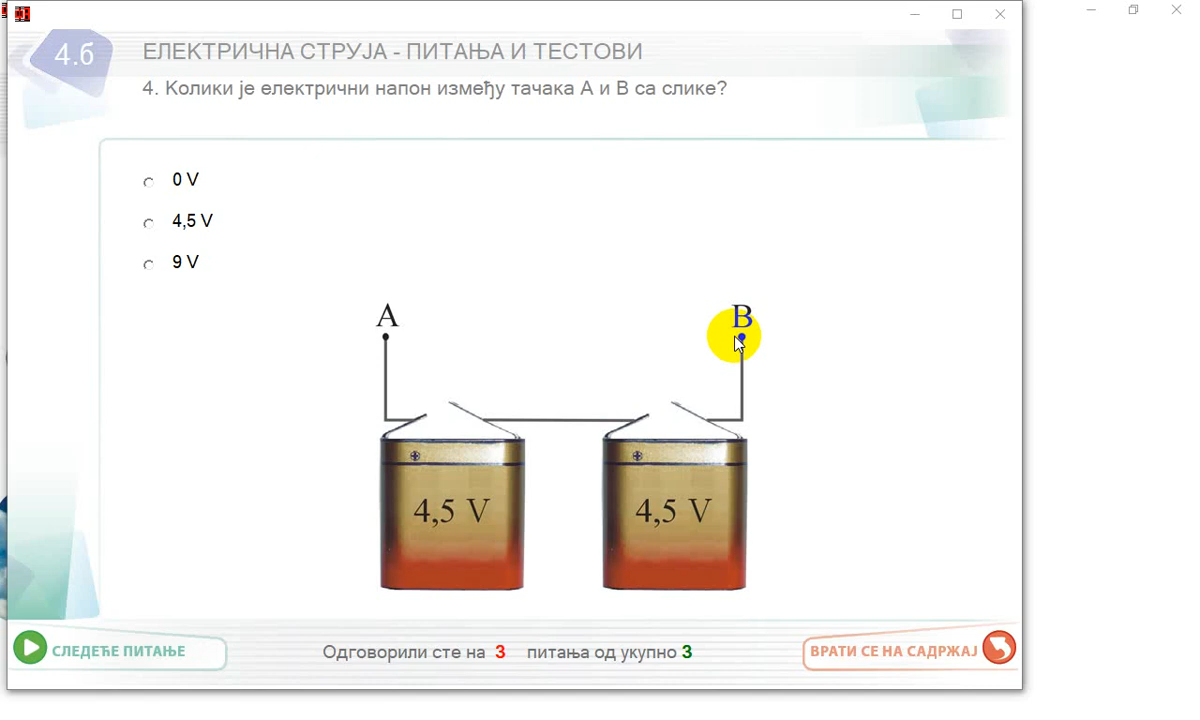 4.б
ЕЛЕКТРИЧНА СТРУЈА - ПИТАЊА И ТЕСТОВИ
4. Колики је електрични напон између тачака А и В са слике?
0 V
4,5 V
9 V
A
B
4,5 V
4,5 V
СЛЕДЕЋЕ ПИТАЊЕ
Одговорили сте на 3 питања од укупно 3
ВРАТИ СЕ НА САДРЖАЈ